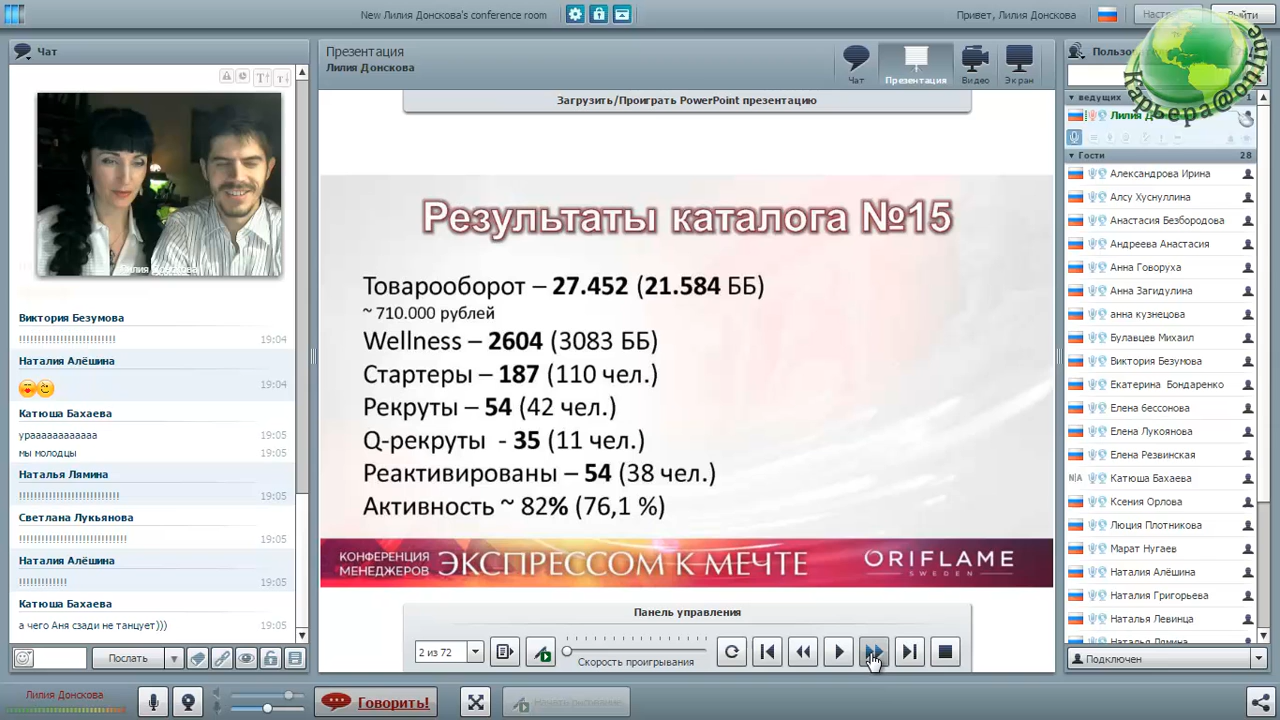 New Лилия Донскова's conference room
Привет, Лилия Донскова
Выйти
Чат
Презентация
Лилия Донскова
Чат
Презентация
Видео
Экран
Карьера@online
Загрузить/Проиграть PowerPoint презентацию
Результаты каталога №15
Товарооборот – 27.452 (21.584 ББ)
~ 710.000 рублей
Wellness – 2604 (3083 ББ)
Стартеры – 187 (110 чел.)
Рекруты – 54 (42 чел.)
Q-рекруты - 35 (11 чел.)
Реактивированы – 54 (38 чел.)
Активность ~ 82% (76,1 %)
КОНФЕРЕНЦИЯ
МЕНЕДЖЕРОВ
ЭКСПРЕССОМ К МЕЧТЕ
ORIFLAME
SWEDEN
Панель управления
2 из 72
Скорость проигрывания
Лилия Донскова
Виктория Безумова
!!!!!!!!!!!!!!!!!!!!!!!! 19:04
Наталия Алёшина
19:04
Катюша Бахаева
урааааааааааа
мы молодцы 19:05
Наталья Лямина
!!!!!!!!!!!!!!!!!!!!!!!!! 19:05
Светлана Лукьянова
!!!!!!!!!!!!!!!!!!!!!!!!!!! 19:05
Наталия Алёшина
!!!!!!!!!!!! 19:05
Катюша Бахаева
а чего Аня сзади не танцует))) 19:05
Послать
ведущих 1
Гости 28
Александрова Ирина
Алсу Хуснуллина
Анастасия Безбородова
Андреева Анастасия
Анна Говоруха
Анна Загидулина
анна кузнецова
Булавцев Михаил
Виктория Безумова
Екатерина Бондаренко
Елена бессонова
Елена Лукоянова
Елена Резвинская
N/A Катюша Бахаева
Ксения Орлова
Люция Плотникова
Марат Нугаев
Наталия Алёшина
Наталия Григорьева
Наталья Левинца
Наталья Лямина
Подключен
Лилия Донскова
Говорить!